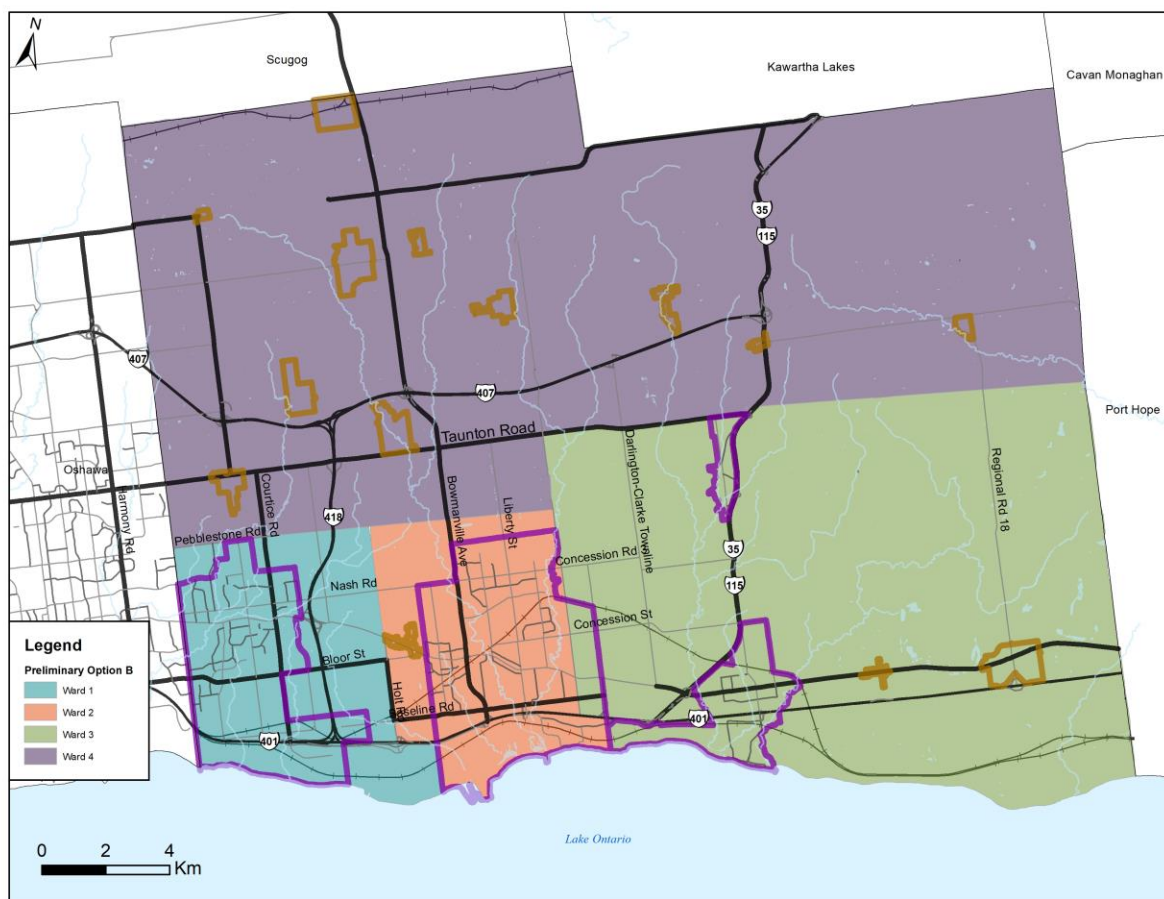 N
Scugog
Kawartha Lakes
Cavan Monaghan
35
115
407
407
Port Hope
Taunton Road
Oshawa
Harmony Rd
Courtice Rd
418
Bowmanville Ave
Liberty St
Darlington-Clarke Townline
Regional Rd 18
Pebblestone Rd
Nash Rd
Concession Rd
35
115
Concession St
Bloor St
Holt Rd
Baseline Rd
401
401
Legend
Preliminary Option B
Ward 1
Ward 2
Ward 3
Ward 4
Lake Ontario
0 2 4
Km